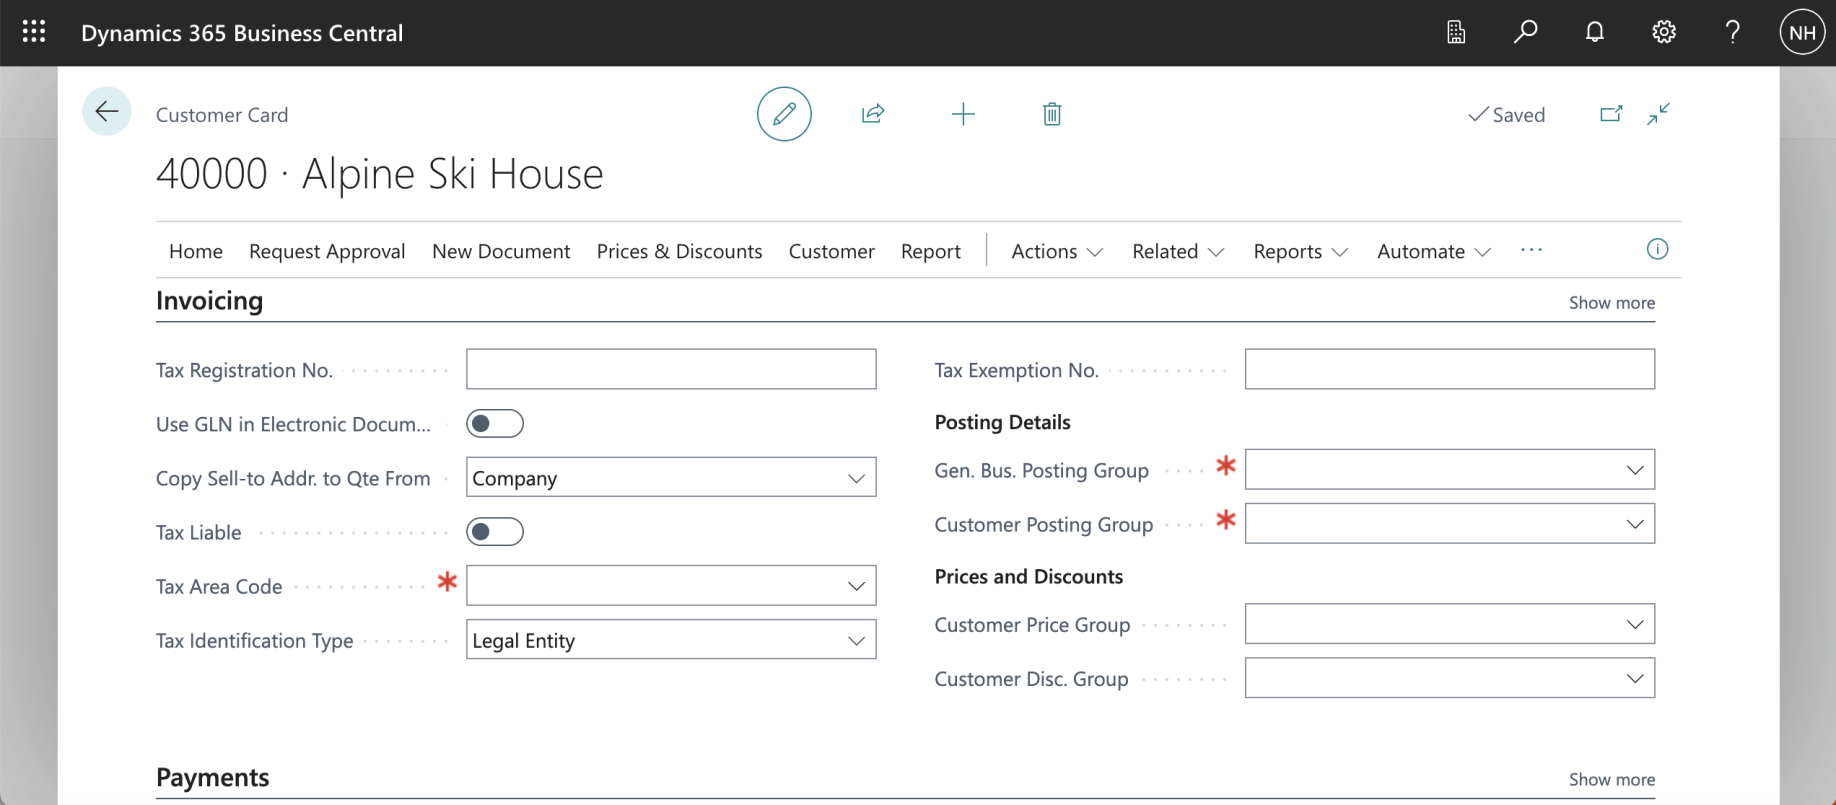 Dynamics 365 Business Central
NH
Customer Card
Saved
40000 · Alpine Ski House
Home Request Approval New Document Prices & Discounts Customer Report Actions Related Reports Automate ...
Invoicing
Show more
Tax Registration No.
Use GLN in Electronic Docum...
Copy Sell-to Addr. to Qte From Company
Tax Liable
Tax Area Code *
Tax Identification Type Legal Entity
Tax Exemption No.
Posting Details
Gen. Bus. Posting Group *
Customer Posting Group *
Prices and Discounts
Customer Price Group
Customer Disc. Group
Payments
Show more